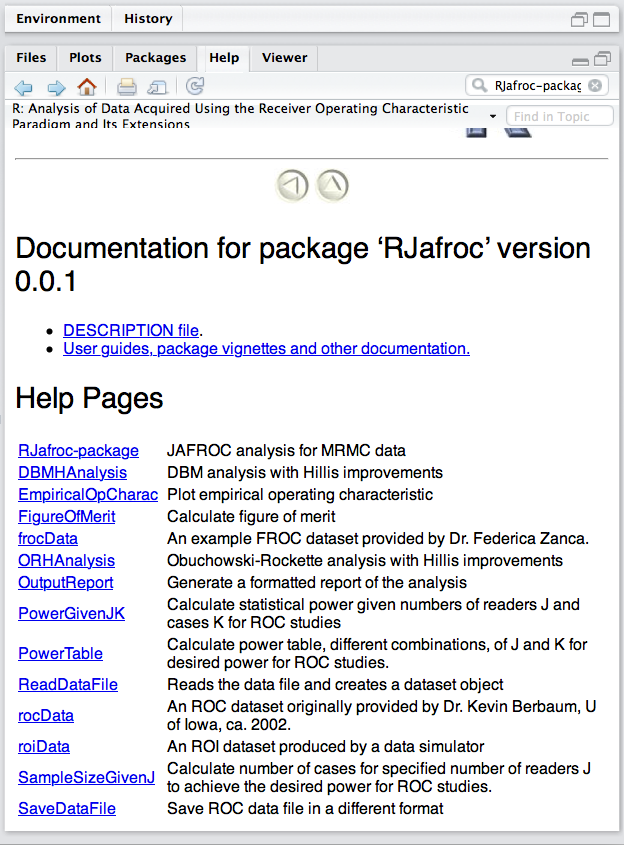 Environment History
Files Plots Packages Help Viewer
RJafroc-packag
R: Analysis of Data Acquired Using the Receiver Operating Characteristic
Paradigm and Its Extensions
Find in Topic
Documentation for package ‘RJafroc’ version
0.0.1
• DESCRIPTION file.
• User guides, package vignettes and other documentation.
Help Pages
RJafroc-package JAFROC analysis for MRMC data
DBMHAnalysis DBM analysis with Hillis improvements
EmpiricalOpCharac Plot empirical operating characteristic
FigureOfMerit Calculate figure of merit
frocData An example FROC dataset provided by Dr. Federica Zanca.
ORHAnalysis Obuchowski-Rockette analysis with Hillis improvements
OutputReport Generate a formatted report of the analysis
PowerGivenJK Calculate statistical power given numbers of readers J and
cases K for ROC studies
PowerTable Calculate power table, different combinations, of J and K for
desired power for ROC studies.
ReadDataFile Reads the data file and creates a dataset object
rocData An ROC dataset originally provided by Dr. Kevin Berbaum, U
of Iowa, ca. 2002.
roiData An ROI dataset produced by a data simulator
SampleSizeGivenJ Calculate number of cases for specified number of readers J
to achieve the desired power for ROC studies.
SaveDataFile Save ROC data file in a different format